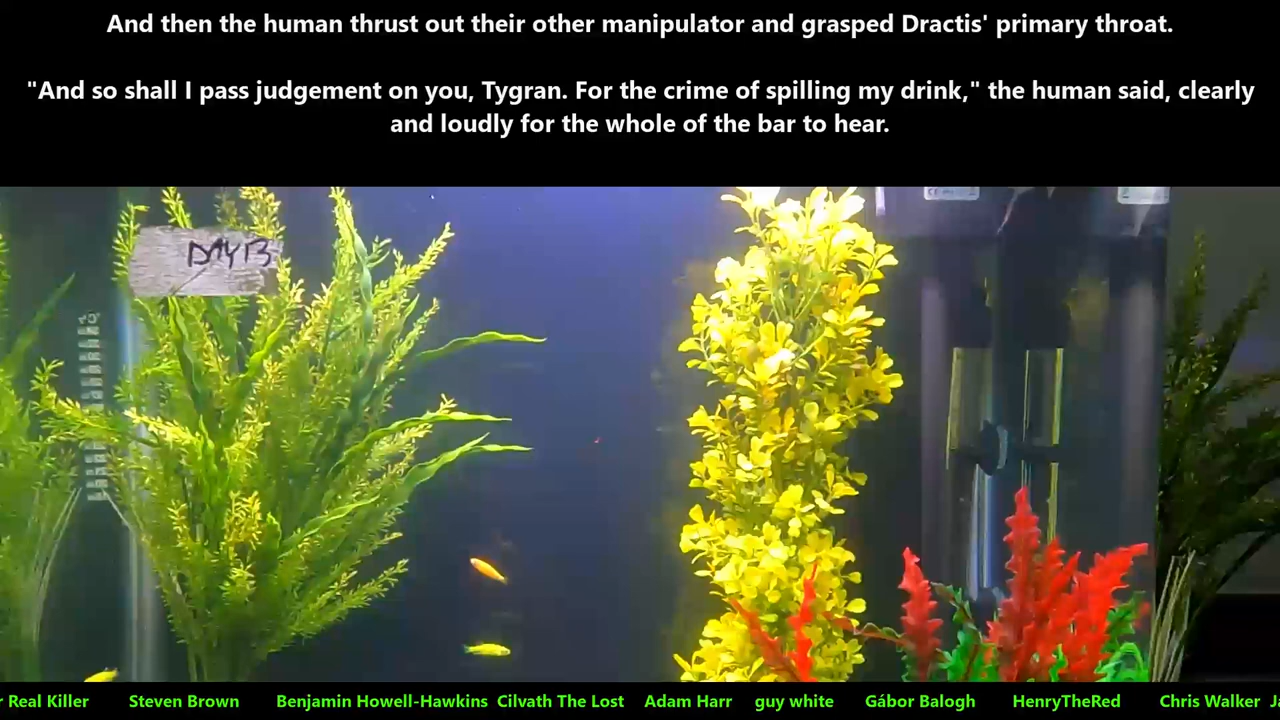 And then the human thrust out their other manipulator and grasped Dractis' primary throat.
"And so shall I pass judgement on you, Tygran. For the crime of spilling my drink," the human said, clearly
and loudly for the whole of the bar to hear.
DAY 13
r Real Killer Steven Brown Benjamin Howell-Hawkins Cilvath The Lost Adam Harr guy white Gábor Balogh HenryTheRed Chris Walker